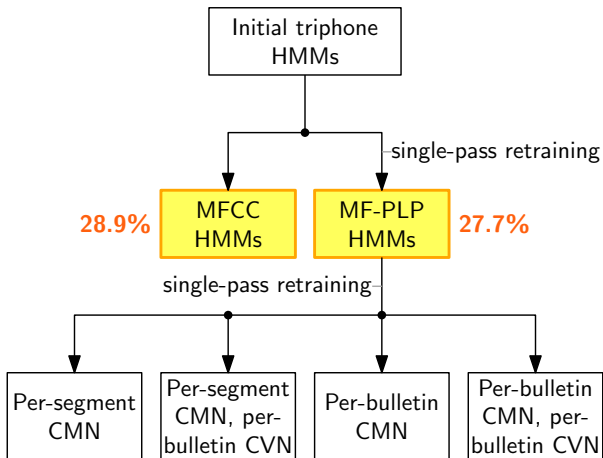 Initial triphone
HMMs
single-pass retraining
28.9%
MFCC
HMMs
MF-PLP
HMMs
27.7%
single-pass retraining
Per-segment
CMN
Per-segment
CMN, per-
bulletin CVN
Per-bulletin
CMN
Per-bulletin
CMN, per-
bulletin CVN